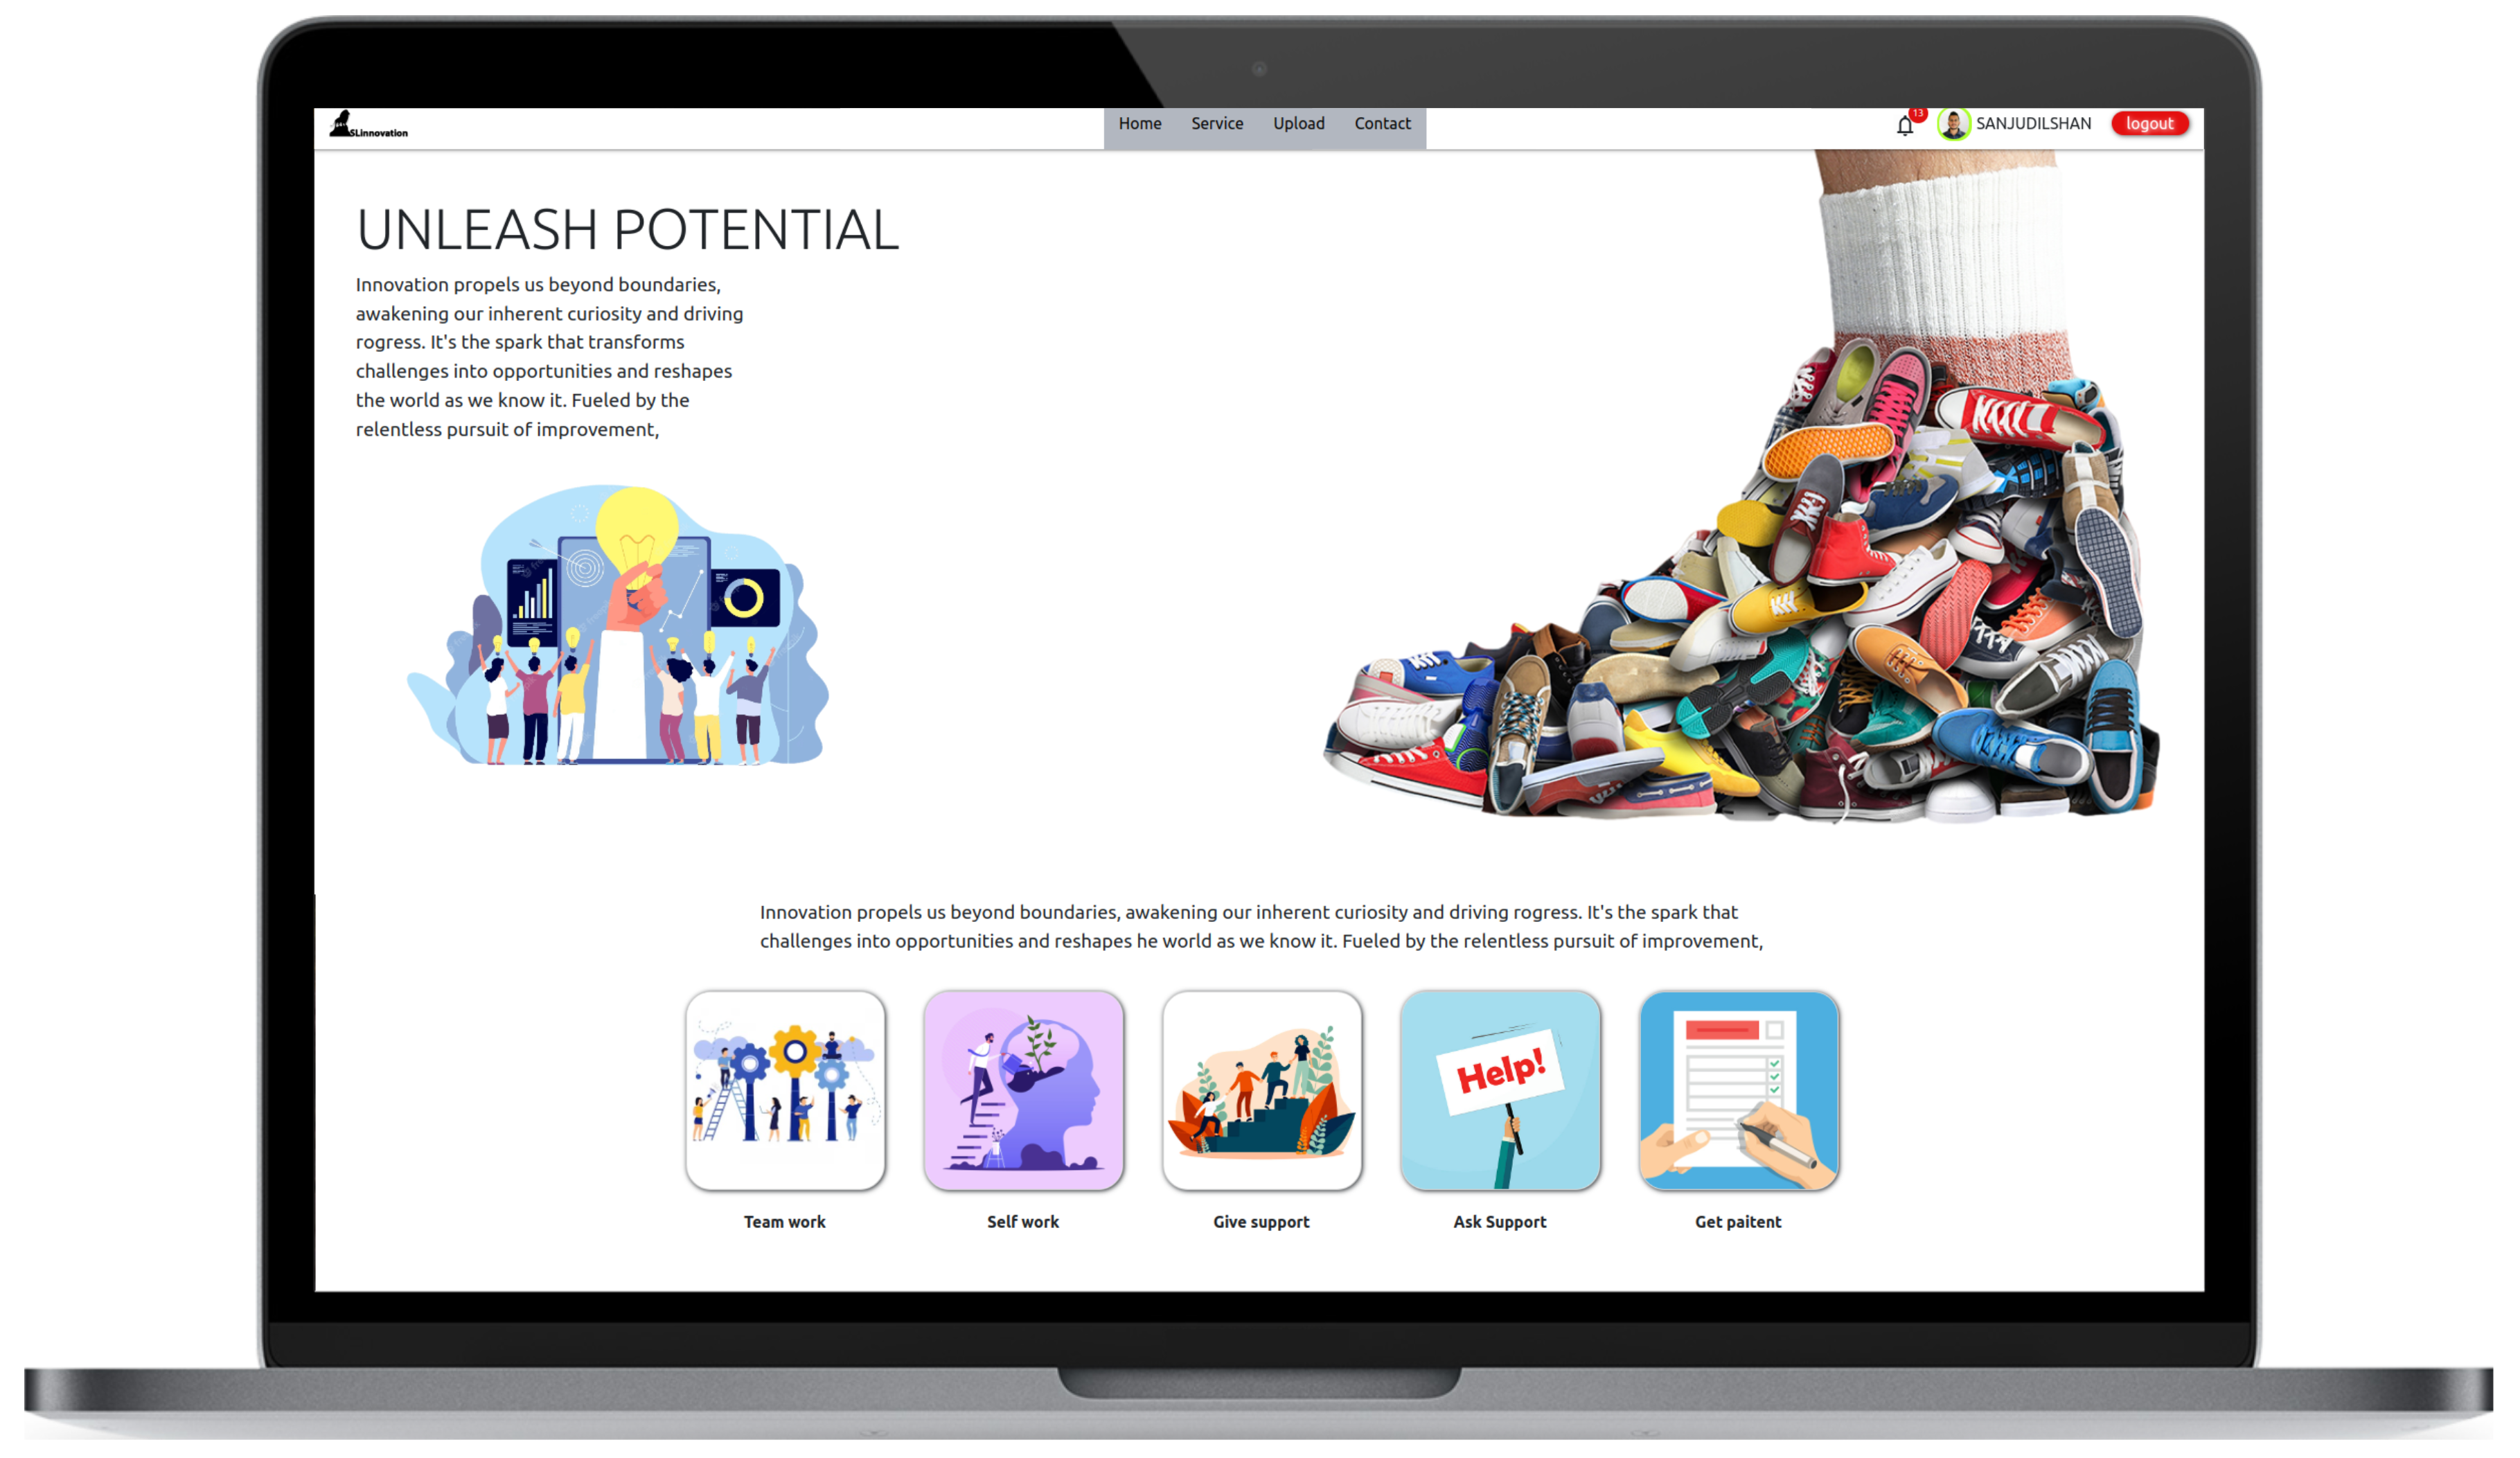 SLinnovation
Home Service Upload Contact
13
SANJUDILSHAN
logout
UNLEASH POTENTIAL
Innovation propels us beyond boundaries,
awakening our inherent curiosity and driving
rogress. It's the spark that transforms
challenges into opportunities and reshapes
the world as we know it. Fueled by the
relentless pursuit of improvement,
Innovation propels us beyond boundaries, awakening our inherent curiosity and driving rogress. It's the spark that
challenges into opportunities and reshapes he world as we know it. Fueled by the relentless pursuit of improvement,
Help!
Team work
Self work
Give support
Ask Support
Get paitent